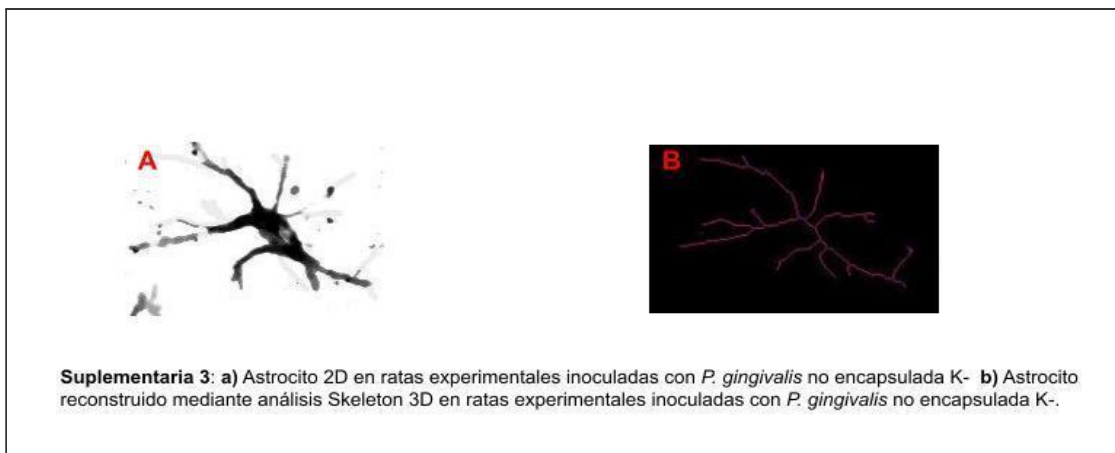 A
B
Suplementaria 3: a) Astrocito 2D en ratas experimentales inoculadas con P. gingivalis no encapsulada K- b) Astrocito
reconstruido mediante análisis Skeleton 3D en ratas experimentales inoculadas con P. gingivalis no encapsulada K-.